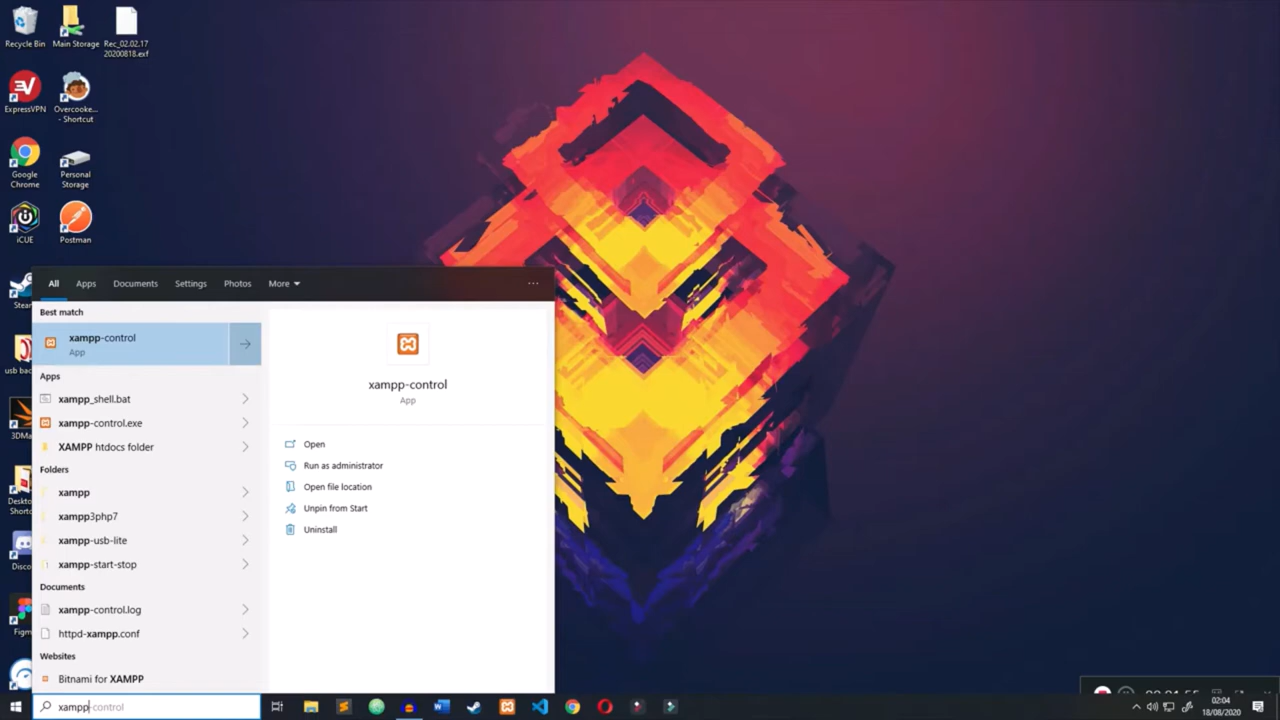 Recycle Bin
Main Storage
Rec_02.02.17
20200818.exf
ExpressVPN
Overcooke...
- Shortcut
Google
Chrome
Personal
Storage
iCUE
Postman
All
Apps
Documents
Settings
Photos
More
...
Best match
xampp-control
App
Apps
xampp_shell.bat
xampp-control.exe
XAMPP htdocs folder
Folders
xampp
xampp3php7
xampp-usb-lite
xampp-start-stop
Documents
xampp-control.log
httpd-xampp.conf
Websites
Bitnami for XAMPP
xampp-control
App
Open
Run as administrator
Open file location
Unpin from Start
Uninstall
xampp-control
02:04
18/08/2020